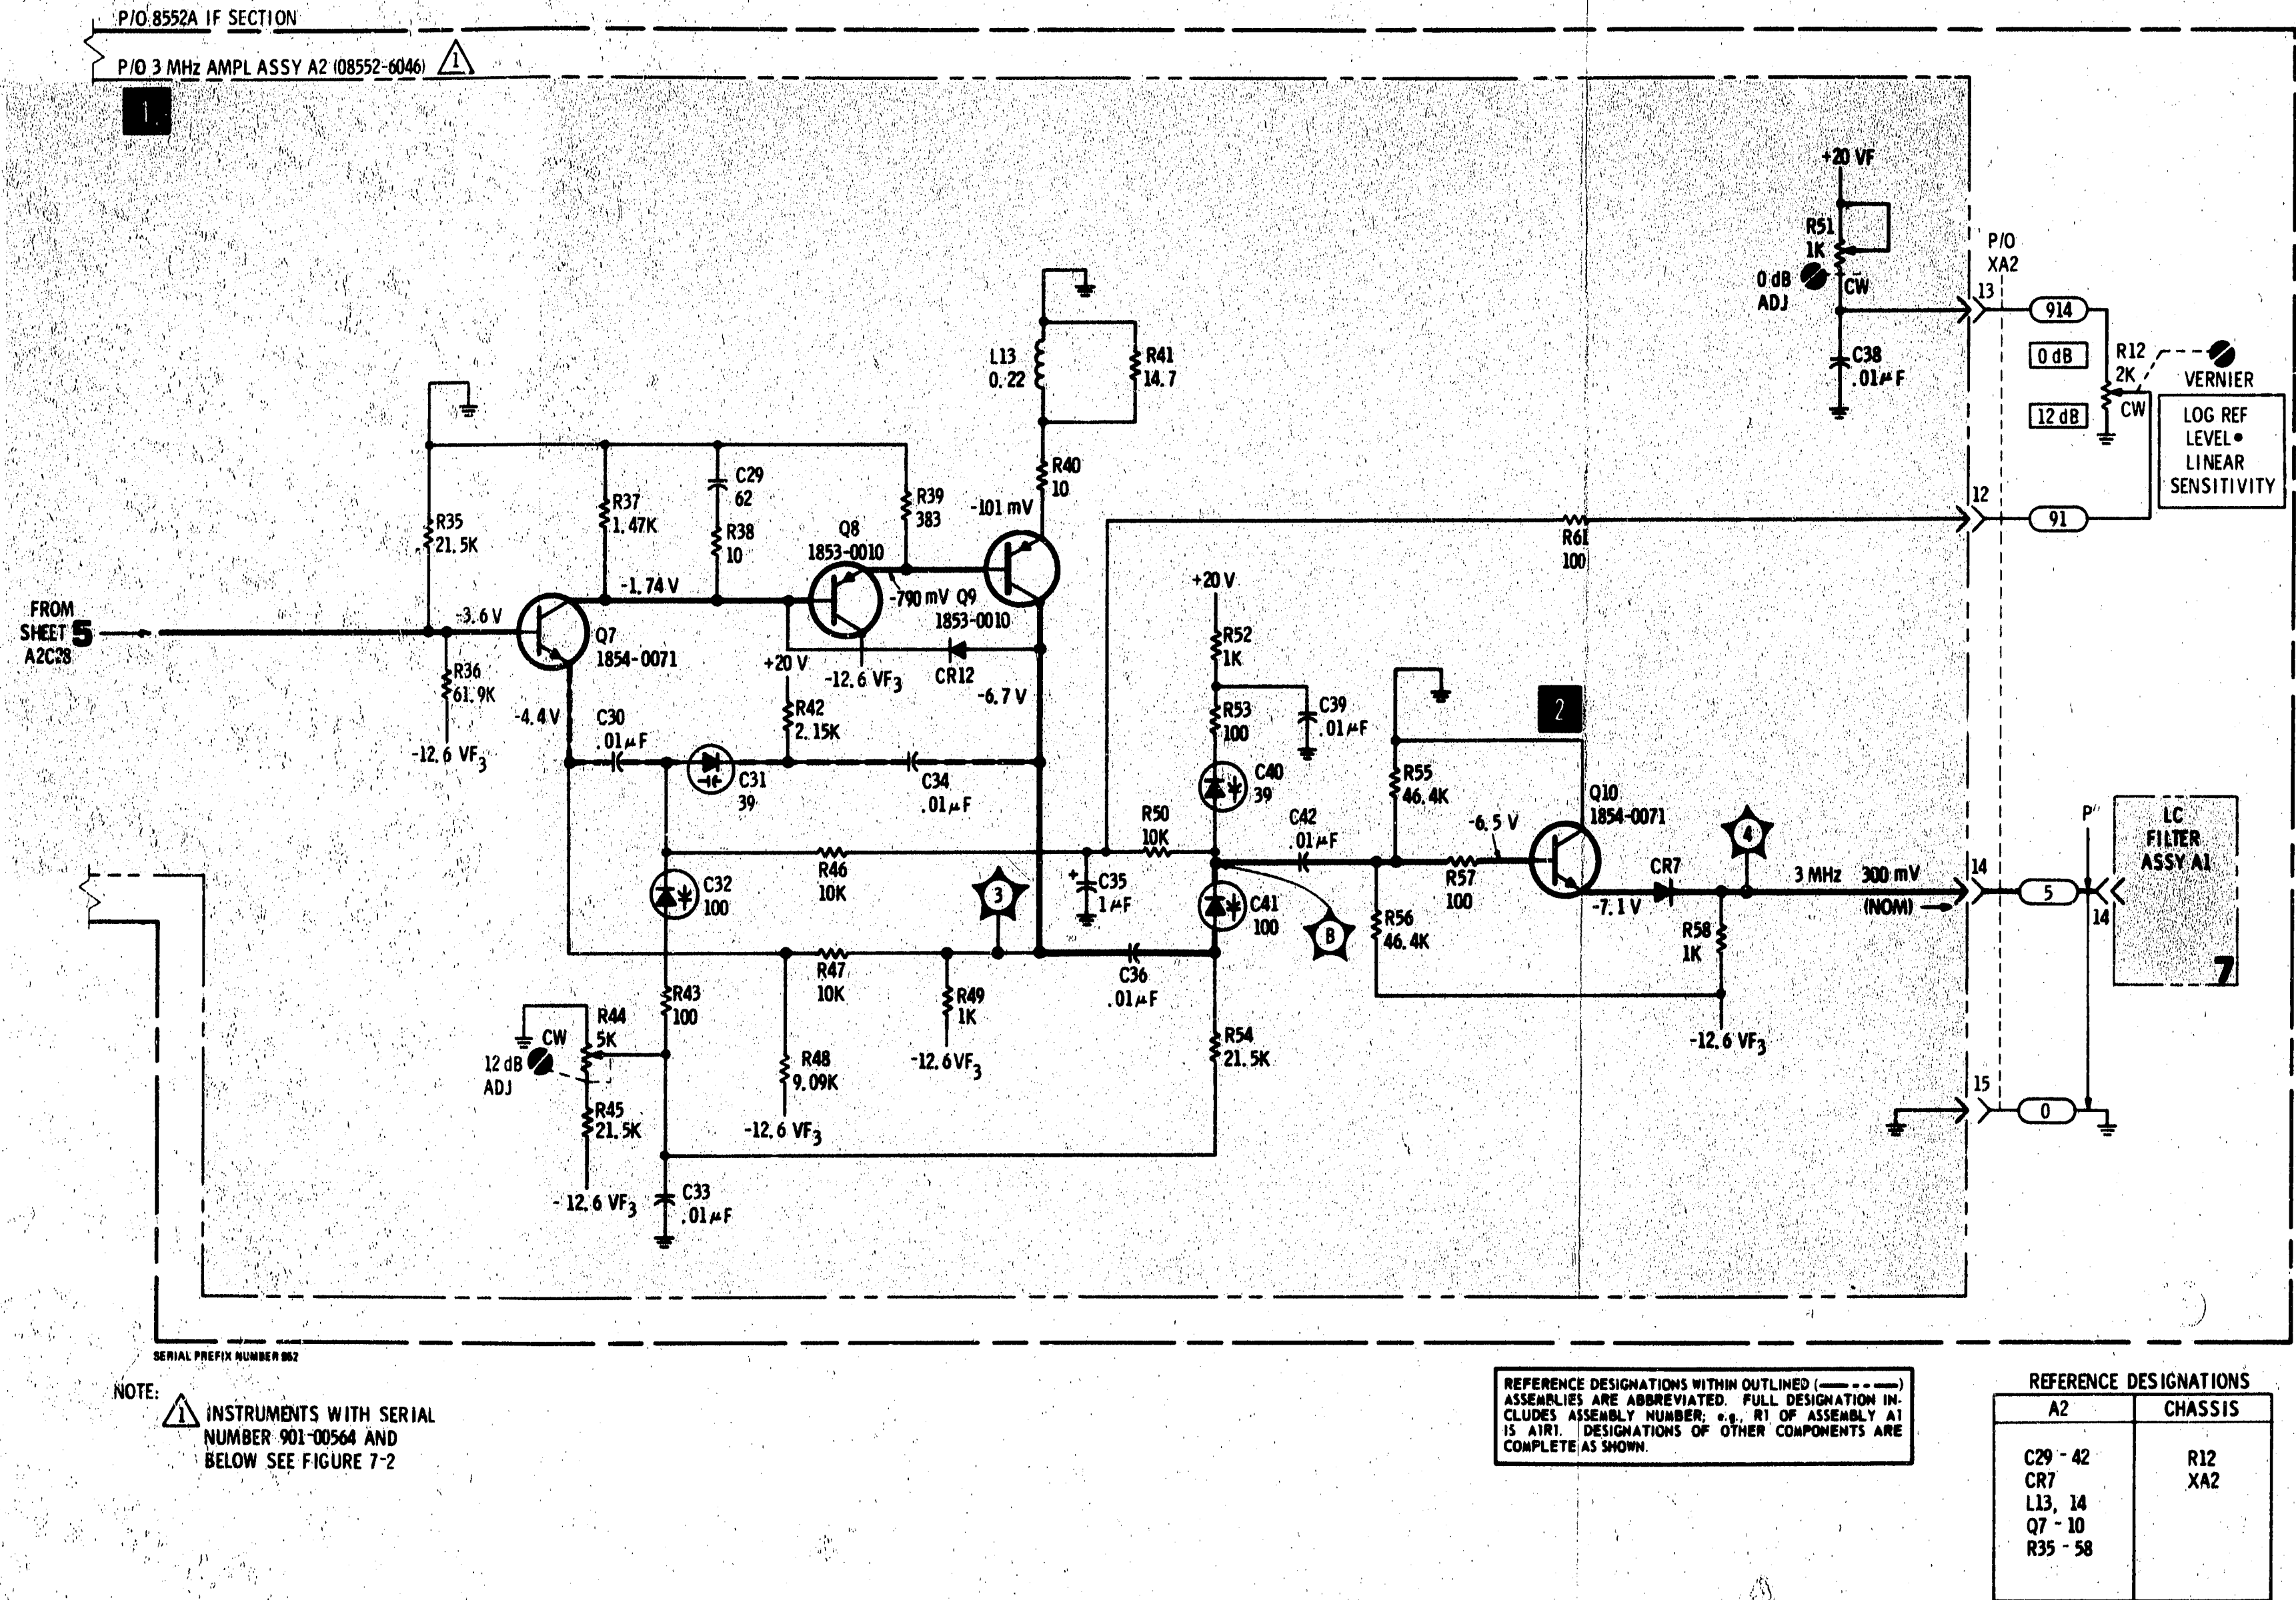 P/O 8552A IF SECTION
P/O 3 MHz AMPL ASSY A2 (08552-6046)
1
1
+20 VF
R51
1K
0 dB
ADJ
CW
P/O
XA2
13
914
0 dB
R12
2K
VERNIER
12 dB
CW
LOG REF
LEVEL•
LINEAR
SENSITIVITY
C38
.01µF
L13
0.22
R41
14.7
R40
10
-101 mV
12
91
R61
100
C29
62
R37
1.47K
R38
10
R39
383
R35
21.5K
Q8
1853-0010
-1.74 V
-790 mV
Q9
1853-0010
+20 V
FROM
SHEET 5
A2C28
-3.6 V
Q7
1854-0071
R36
61.9K
-12.6 VF3
-4.4 V
+20 V
-12.6 VF3
CR12
-6.7 V
R52
1K
C30
.01µF
R42
2.15K
R53
100
C39
.01µF
2
C31
39
C34
.01µF
C40
39
R55
46.4K
Q10
1854-0071
R50
10K
C42
.01µF
-6.5 V
4
P
LC
FILTER
ASSY A1
R46
10K
C32
100
3
+
C35
1µF
C41
100
B
R57
100
CR7
3 MHz 300 mV
(NOM)
14
5
14
-7.1 V
R56
46.4K
R58
1K
7
R47
10K
C36
.01µF
R43
100
R49
1K
R44
5K
CW
12 dB
ADJ
R48
9.09K
-12.6VF3
R54
21.5K
-12.6 VF3
R45
21.5K
-12.6 VF3
15
0
-12.6 VF3
C33
.01µF
SERIAL PREFIX NUMBER 962
NOTE:
1 INSTRUMENTS WITH SERIAL
NUMBER 901-00564 AND
BELOW SEE FIGURE 7-2
REFERENCE DESIGNATIONS WITHIN OUTLINED (—— - - ——)
ASSEMBLIES ARE ABBREVIATED. FULL DESIGNATION IN-
CLUDES ASSEMBLY NUMBER; e.g., R1 OF ASSEMBLY A1
IS A1R1. DESIGNATIONS OF OTHER COMPONENTS ARE
COMPLETE AS SHOWN.
REFERENCE DESIGNATIONS
A2 CHASSIS
C29 - 42 R12
CR7 XA2
L13, 14
Q7 - 10
R35 - 58